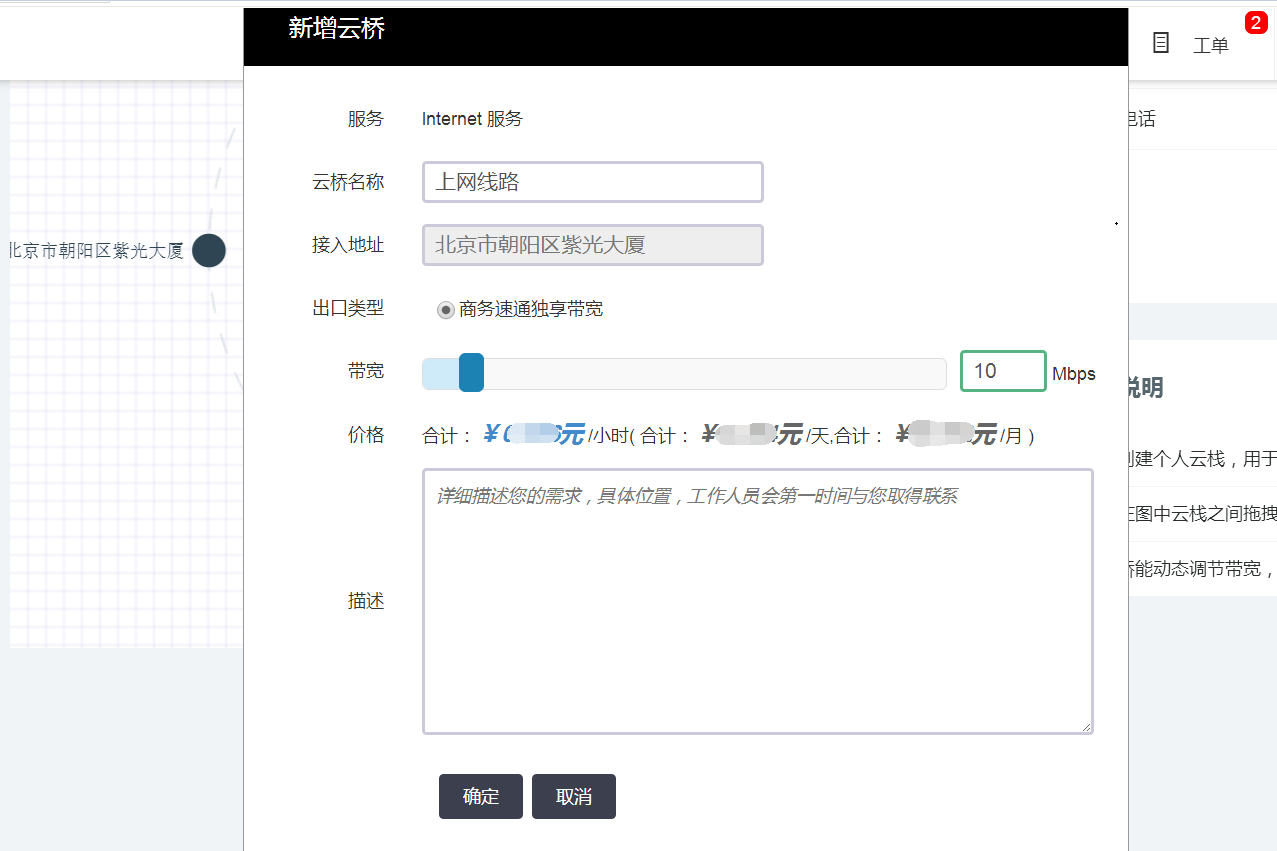 新增云桥
2
工单
服务 Internet 服务
电话
云桥名称 上网线路
接入地址 北京市朝阳区紫光大厦
北京市朝阳区紫光大厦
出口类型 商务速通独享带宽
带宽 10 Mbps
说明
价格 合计： ¥ 元 /小时( 合计： ¥ 元 /天,合计： ¥ 元 /月 )
建个人云栈，用于
详细描述您的需求，具体位置，工作人员会第一时间与您取得联系
图中云栈之间拖拽
能动态调节带宽，
描述
确定 取消